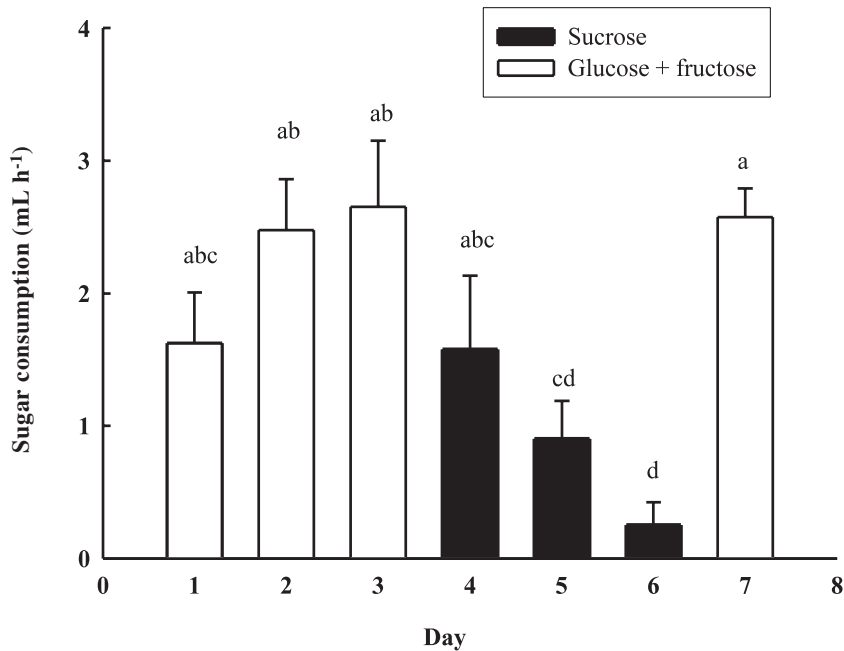 Sucrose
Glucose + fructose
4
3
2
1
0
Sugar consumption (mL h⁻¹)
abc
ab
ab
abc
cd
d
a
0 1 2 3 4 5 6 7 8
Day